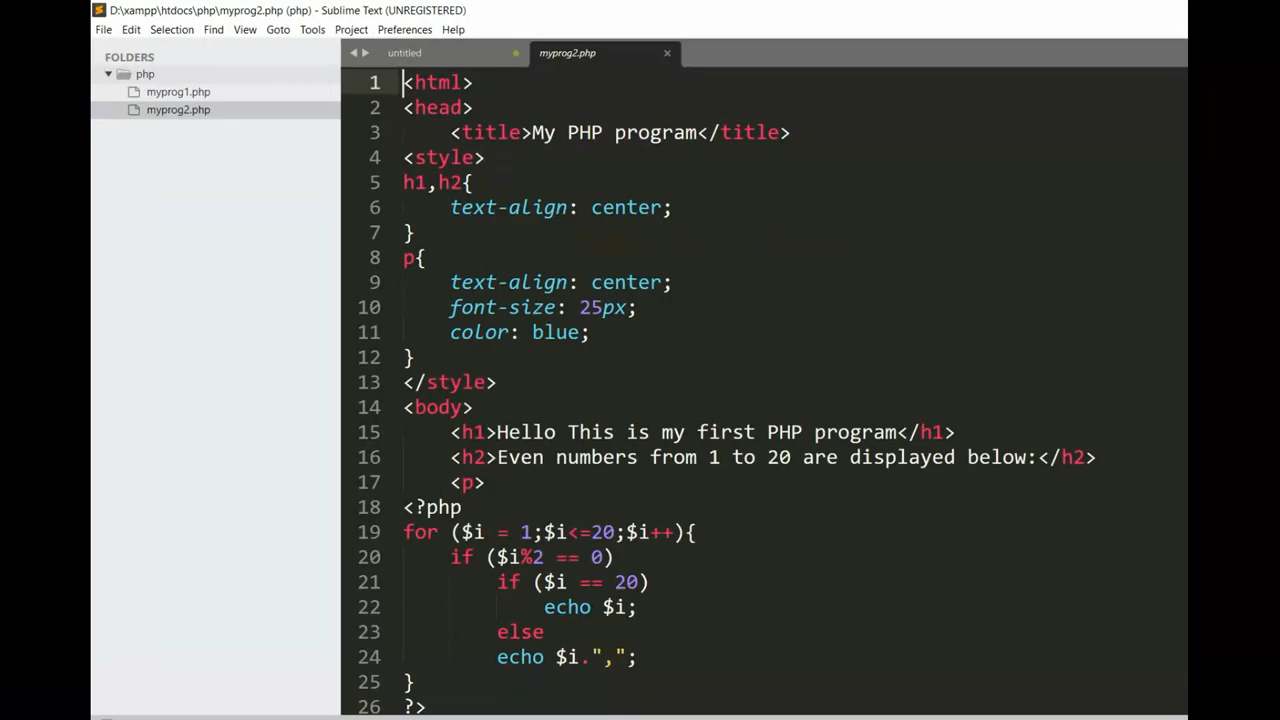 D:\xampp\htdocs\php\myprog2.php (php) - Sublime Text (UNREGISTERED)
File Edit Selection Find View Goto Tools Project Preferences Help
FOLDERS
php
myprog1.php
myprog2.php
untitled myprog2.php ×
1 <html>
2 <head>
3 <title>My PHP program</title>
4 <style>
5 h1,h2{
6 text-align: center;
7 }
8 p{
9 text-align: center;
10 font-size: 25px;
11 color: blue;
12 }
13 </style>
14 <body>
15 <h1>Hello This is my first PHP program</h1>
16 <h2>Even numbers from 1 to 20 are displayed below:</h2>
17 <p>
18 <?php
19 for ($i = 1;$i<=20;$i++){
20 if ($i%2 == 0)
21 if ($i == 20)
22 echo $i;
23 else
24 echo $i.",";
25 }
26 ?>